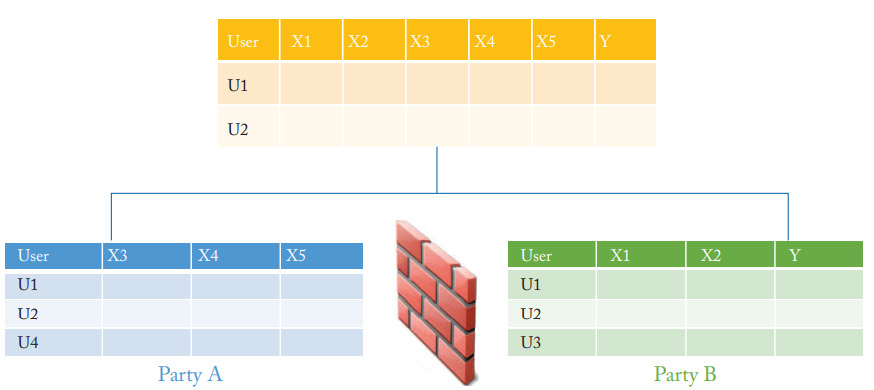 User X1 X2 X3 X4 X5 Y
U1
U2
User X3 X4 X5
U1
U2
U4
Party A
User X1 X2 Y
U1
U2
U3
Party B